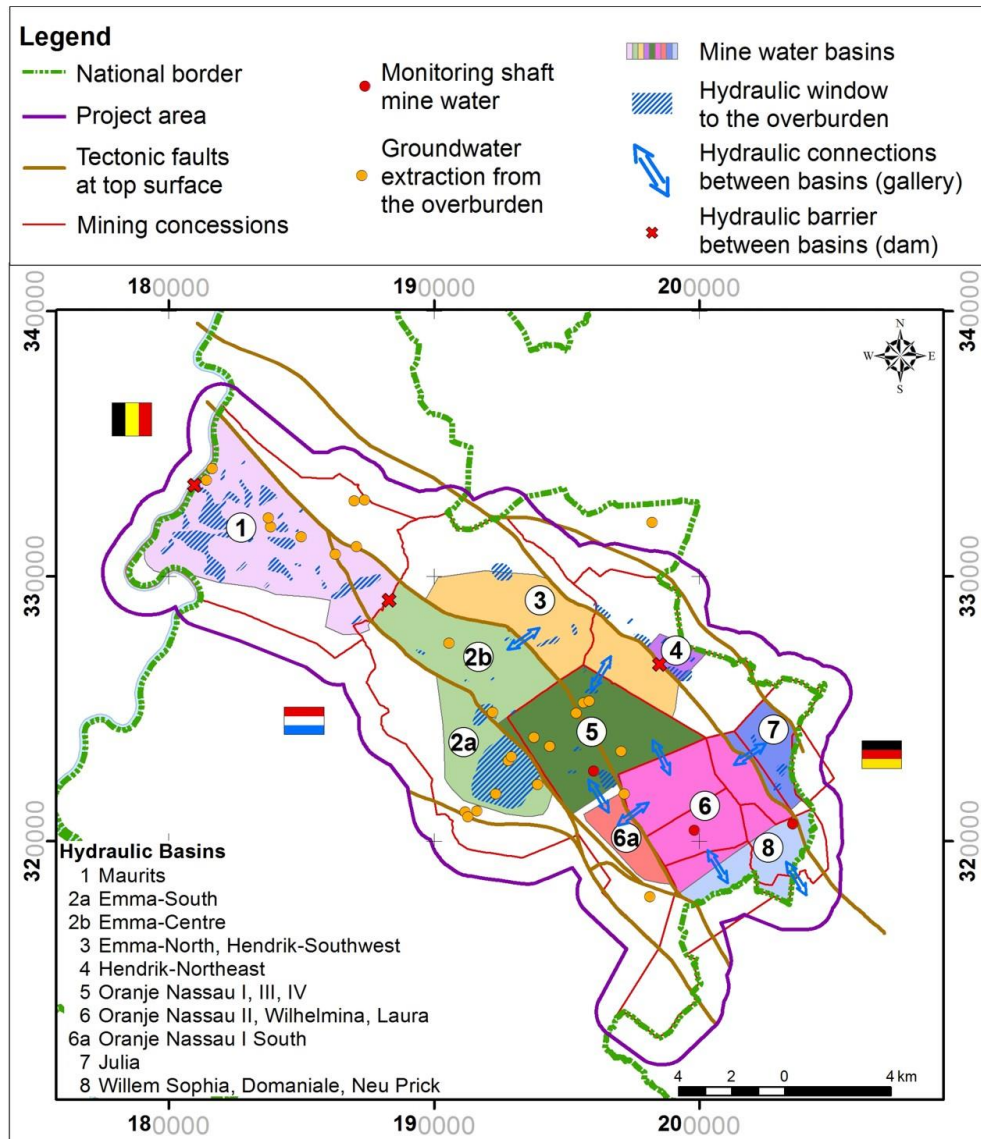 Legend
National border
Project area
Tectonic faults
at top surface
Mining concessions
Monitoring shaft
mine water
Groundwater
extraction from
the overburden
Mine water basins
Hydraulic window
to the overburden
Hydraulic connections
between basins (gallery)
Hydraulic barrier
between basins (dam)
180000
190000
200000
340000
340000
N
W E
S
1
330000
330000
3
2b
4
2a
5
7
6
6a
8
320000
320000
Hydraulic Basins
1 Maurits
2a Emma-South
2b Emma-Centre
3 Emma-North, Hendrik-Southwest
4 Hendrik-Northeast
5 Oranje Nassau I, III, IV
6 Oranje Nassau II, Wilhelmina, Laura
6a Oranje Nassau I South
7 Julia
8 Willem Sophia, Domaniale, Neu Prick
4 2 0 4 km
180000
190000
200000